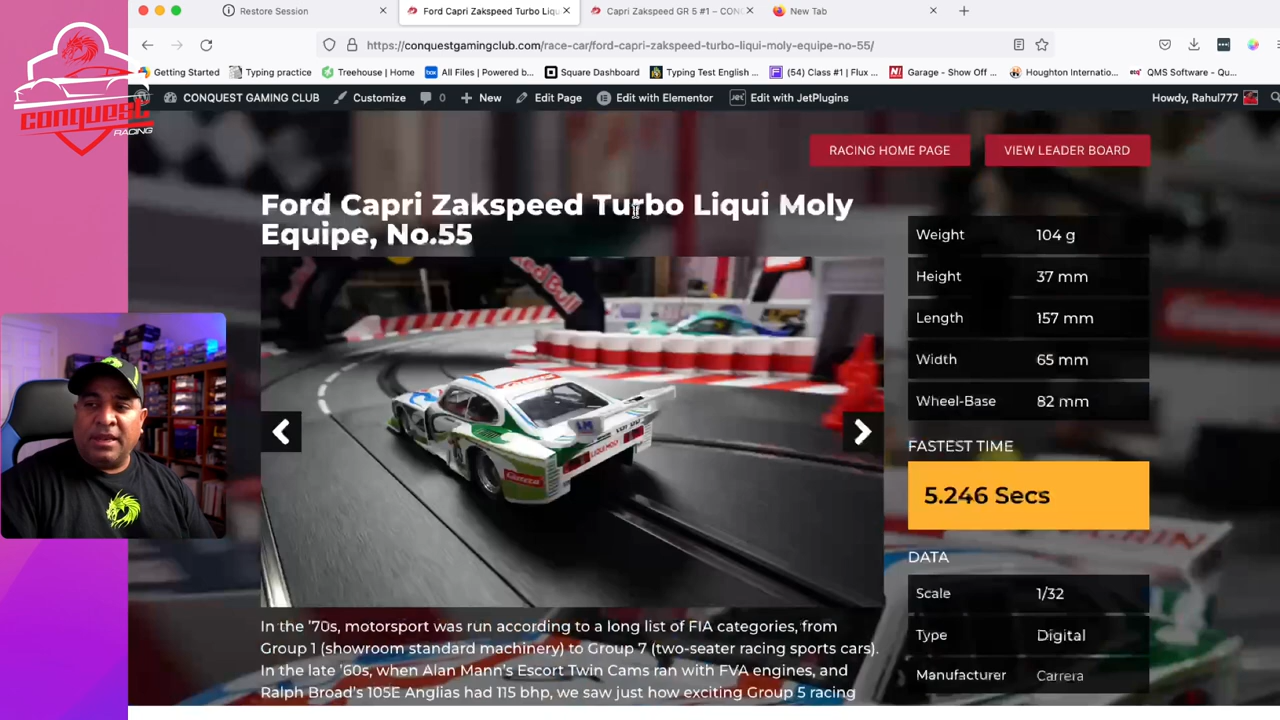 Restore Session
Ford Capri Zakspeed Turbo Liqu
Capri Zakspeed GR 5 #1 – CON
New Tab
https://conquestgamingclub.com/race-car/ford-capri-zakspeed-turbo-liqui-moly-equipe-no-55/
Getting Started
Typing practice
Treehouse | Home
All Files | Powered b...
Square Dashboard
Typing Test English ...
(54) Class #1 | Flux ...
Garage - Show Off ...
Houghton Internatio...
QMS Software - Qu...
CONQUEST GAMING CLUB
Customize
0
New
Edit Page
Edit with Elementor
Edit with JetPlugins
Howdy, Rahul777
conquest
RACING
RACING HOME PAGE
VIEW LEADER BOARD
Ford Capri Zakspeed Turbo Liqui Moly
Equipe, No.55
Red Bull
Carrera
LIQUI MOLY
Carrera
Weight 104 g
Height 37 mm
Length 157 mm
Width 65 mm
Wheel-Base 82 mm
FASTEST TIME
5.246 Secs
DATA
Scale 1/32
Type Digital
Manufacturer Carrera
In the '70s, motorsport was run according to a long list of FIA categories, from
Group 1 (showroom standard machinery) to Group 7 (two-seater racing sports cars).
In the late '60s, when Alan Mann's Escort Twin Cams ran with FVA engines, and
Ralph Broad's 105E Anglias had 115 bhp, we saw just how exciting Group 5 racing